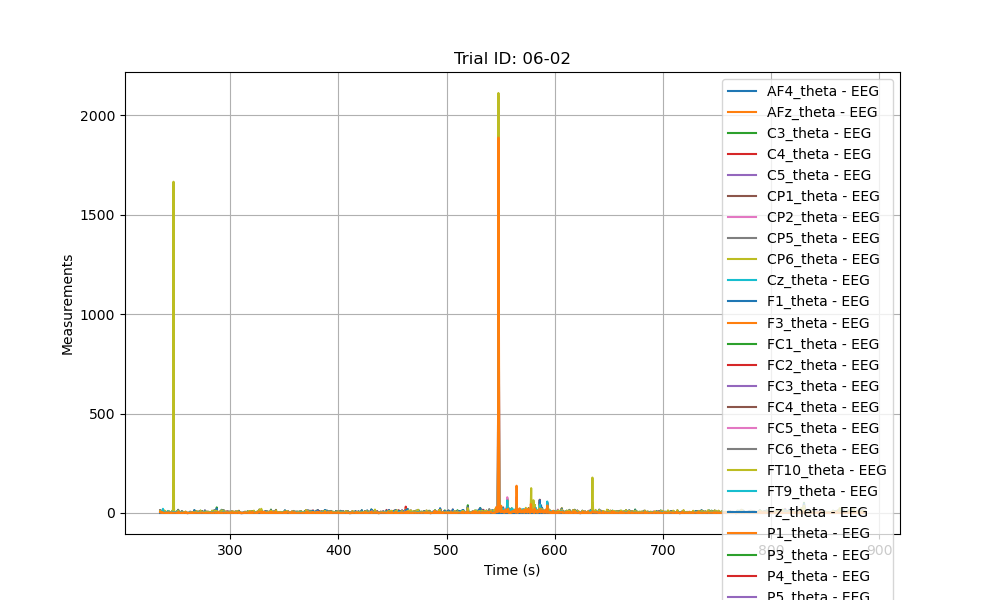 Trial ID: 06-02
Measurements
2000
1500
1000
500
0
300
400
500
600
700
800
900
Time (s)
AF4_theta - EEG
AFz_theta - EEG
C3_theta - EEG
C4_theta - EEG
C5_theta - EEG
CP1_theta - EEG
CP2_theta - EEG
CP5_theta - EEG
CP6_theta - EEG
Cz_theta - EEG
F1_theta - EEG
F3_theta - EEG
FC1_theta - EEG
FC2_theta - EEG
FC3_theta - EEG
FC4_theta - EEG
FC5_theta - EEG
FC6_theta - EEG
FT10_theta - EEG
FT9_theta - EEG
Fz_theta - EEG
P1_theta - EEG
P3_theta - EEG
P4_theta - EEG
P5_theta - EEG